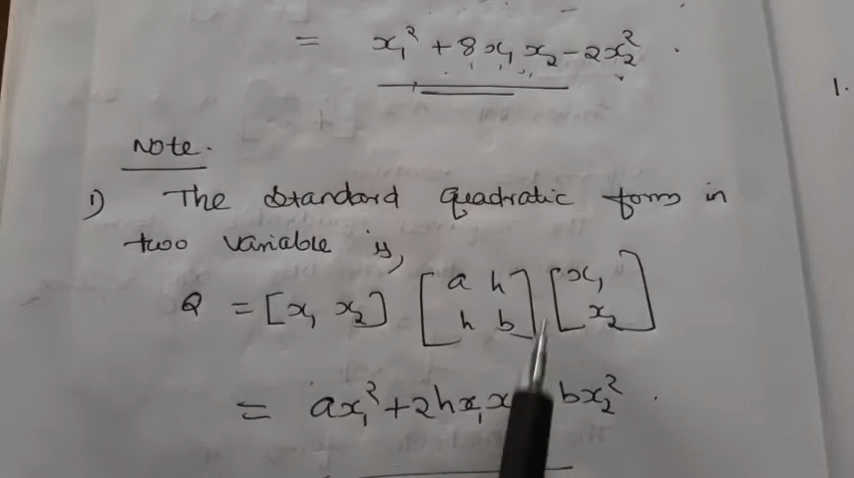 = x₁² + 8x₁x₂ - 2x₂².
1.
Note.
1) The standard quadratic form in
two variable is,
Q = [x₁ x₂] [a h h b] [x₁ x₂]
= ax₁² + 2hx₁x bx₂².